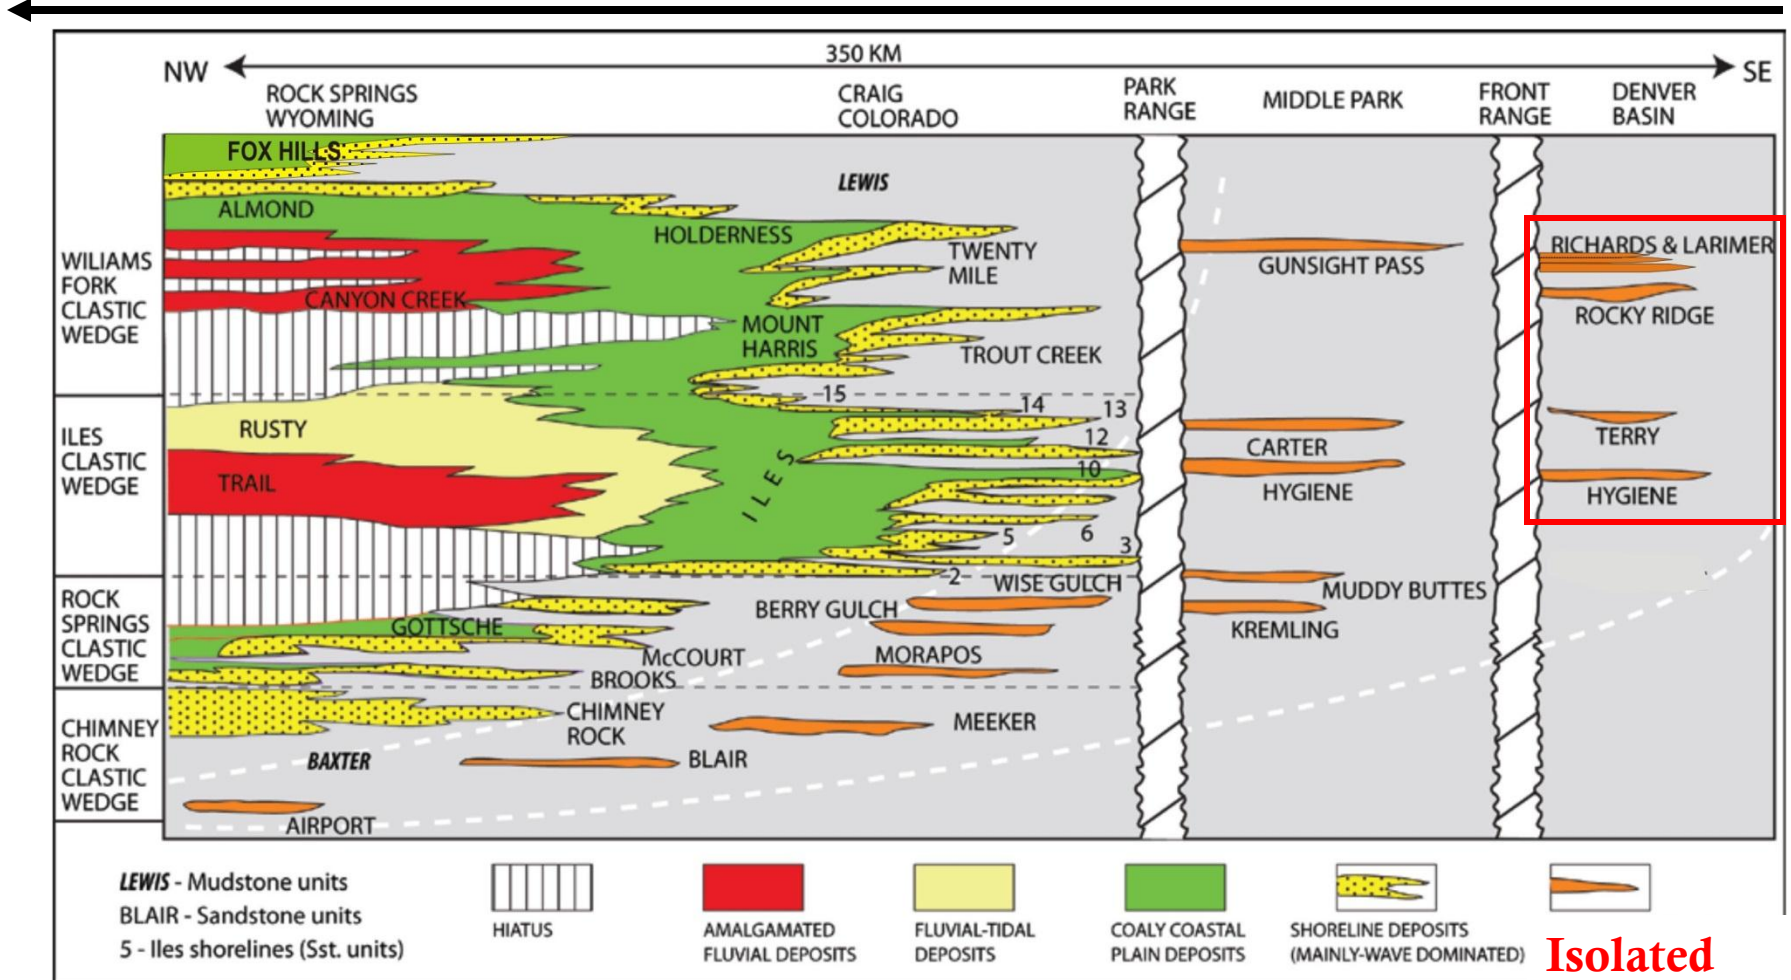 350 KM
NW
SE
ROCK SPRINGS
WYOMING
CRAIG
COLORADO
PARK
RANGE
MIDDLE PARK
FRONT
RANGE
DENVER
BASIN
FOX HILLS
LEWIS
ALMOND
HOLDERNESS
TWENTY
MILE
GUNSIGHT PASS
RICHARDS & LARIMER
ROCKY RIDGE
WILIAMS
FORK
CLASTIC
WEDGE
CANYON CREEK
MOUNT
HARRIS
TROUT CREEK
15
14
13
12
10
RUSTY
CARTER
TERRY
ILES
CLASTIC
WEDGE
TRAIL
ILES
HYGIENE
HYGIENE
5
6
3
2
WISE GULCH
MUDDY BUTTES
ROCK
SPRINGS
CLASTIC
WEDGE
BERRY GULCH
KREMLING
GOTTSCHE
McCOURT
MORAPOS
BROOKS
CHIMNEY
ROCK
MEEKER
CHIMNEY
ROCK
CLASTIC
WEDGE
BAXTER
BLAIR
AIRPORT
LEWIS - Mudstone units
BLAIR - Sandstone units
5 - Iles shorelines (Sst. units)
HIATUS
AMALGAMATED
FLUVIAL DEPOSITS
FLUVIAL-TIDAL
DEPOSITS
COALY COASTAL
PLAIN DEPOSITS
SHORELINE DEPOSITS
(MAINLY-WAVE DOMINATED)
Isolated